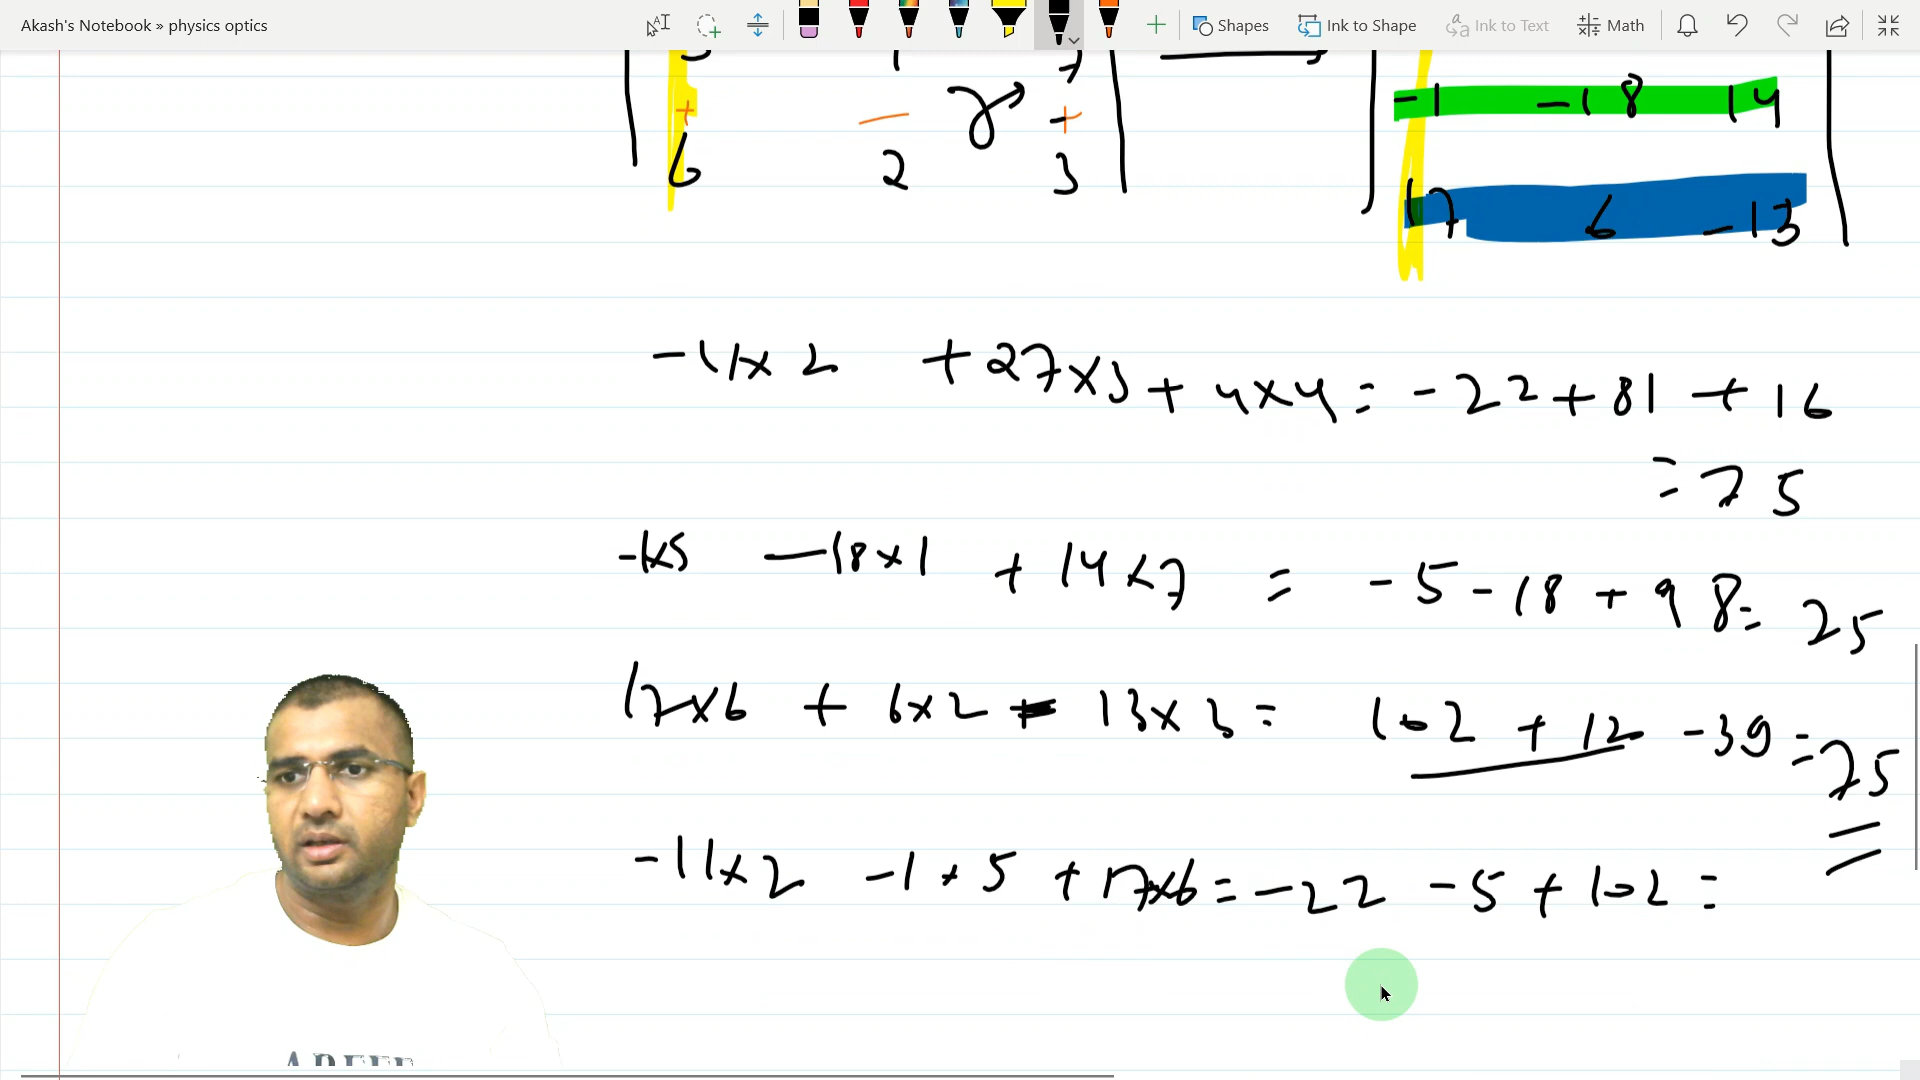 Akash's Notebook » physics optics
Shapes Ink to Shape Ink to Text Math
-1 -18 14
6 2 3
17 6 -13
-11×2 +27×3 + 4×4 = -22 + 81 + 16
= 75
-1×5 -18×1 + 14×7 = -5 - 18 + 98 = 25
17×6 + 6×2 - 13×3 = 102 + 12 - 39 = 75
-11×2 -1×5 + 17×6 = -22 -5 + 102 =